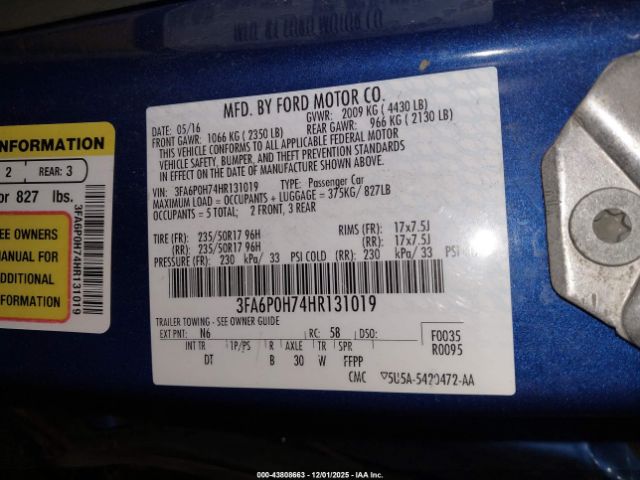 INFORMATION
2 REAR: 3
or 827 lbs.
SEE OWNERS
MANUAL FOR
ADDITIONAL
INFORMATION
3FA6P0H74HR131019
MFD. BY FORD MOTOR CO.
DATE: 05/16 GVWR: 2009 KG ( 4430 LB)
FRONT GAWR: 1066 KG ( 2350 LB) REAR GAWR: 966 KG ( 2130 LB)
THIS VEHICLE CONFORMS TO ALL APPLICABLE FEDERAL MOTOR
VEHICLE SAFETY, BUMPER, AND THEFT PREVENTION STANDARDS
IN EFFECT ON THE DATE OF MANUFACTURE SHOWN ABOVE.
VIN: 3FA6P0H74HR131019 TYPE: Passenger Car
MAXIMUM LOAD = OCCUPANTS + LUGGAGE = 375KG/ 827LB
OCCUPANTS = 5 TOTAL; 2 FRONT, 3 REAR
TIRE (FR): 235/50R17 96H RIMS (FR): 17x7.5J
(RR): 235/50R17 96H (RR): 17x7.5J
PRESSURE (FR): 230 kPa/ 33 PSI COLD (RR): 230 kPa/ 33 PSI
3FA6P0H74HR131019
TRAILER TOWING - SEE OWNER GUIDE
EXT PNT: N6 RC: 58 DSO: F0035
R0095
INT TR 1P/PS R AXLE TR SPR
DT B 30 W FFPP
CMC ▽5U5A-5420472-AA
000-43808663 - 12/01/2025 - IAA Inc.